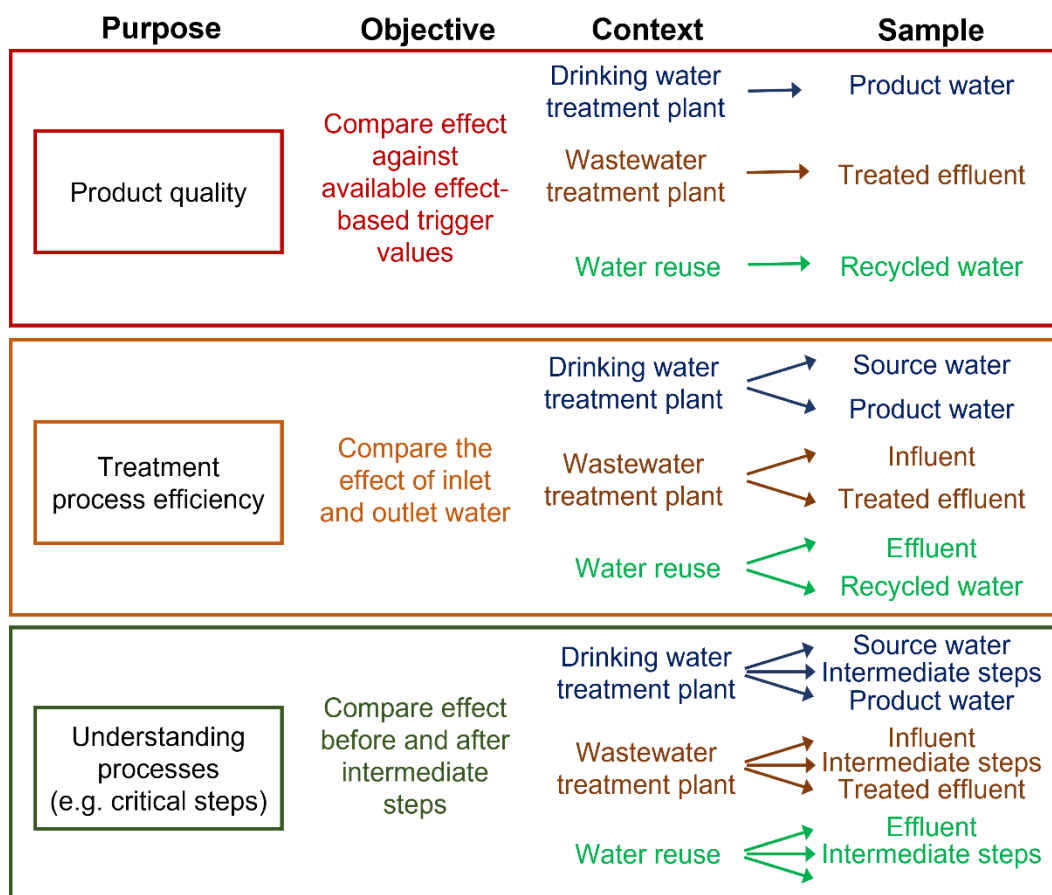 Purpose
Objective
Context
Sample
Product quality
Compare effect
against
available effect-
based trigger
values
Drinking water
treatment plant
Product water
Wastewater
treatment plant
Treated effluent
Water reuse
Recycled water
Treatment
process efficiency
Compare the
effect of inlet
and outlet water
Drinking water
treatment plant
Source water
Product water
Wastewater
treatment plant
Influent
Treated effluent
Water reuse
Effluent
Recycled water
Understanding
processes
(e.g. critical steps)
Compare effect
before and after
intermediate
steps
Drinking water
treatment plant
Source water
Intermediate steps
Product water
Wastewater
treatment plant
Influent
Intermediate steps
Treated effluent
Water reuse
Effluent
Intermediate steps